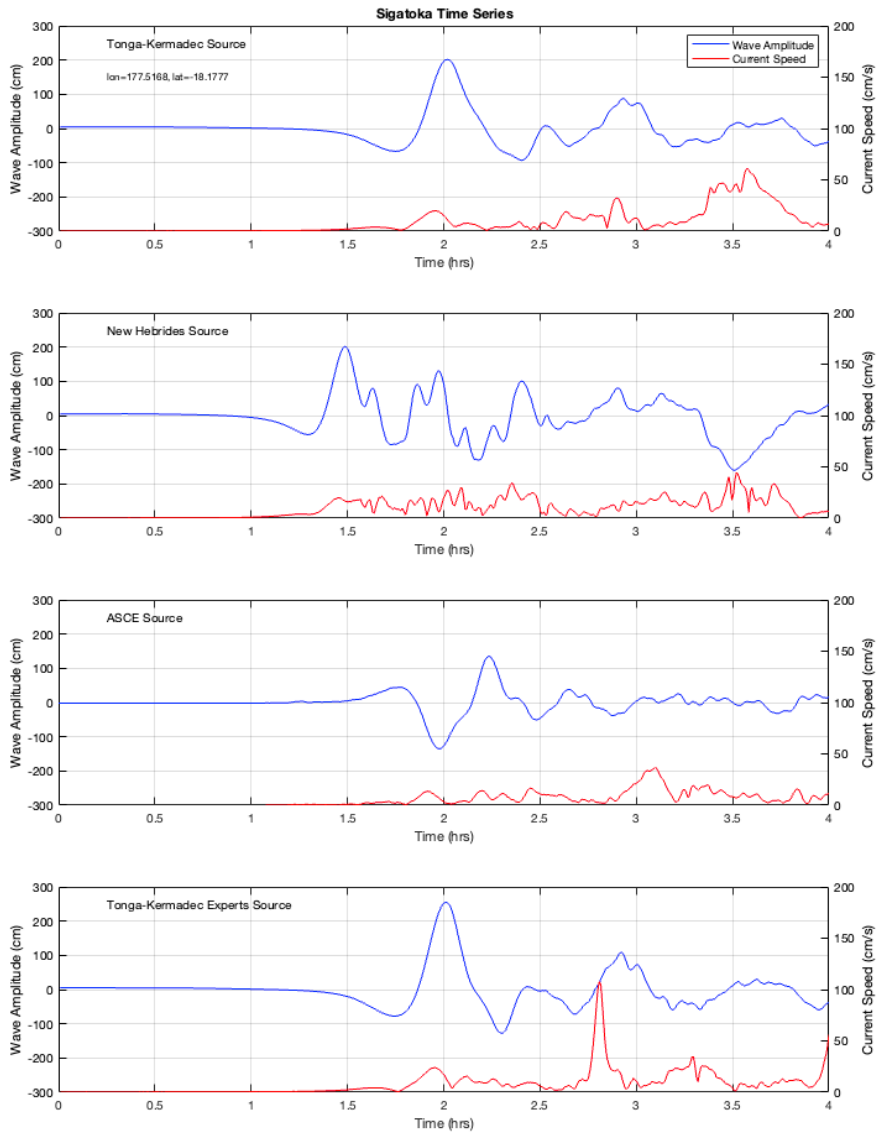 Sigatoka Time Series
Tonga-Kermadec Source
lon=177.5168, lat=-18.1777
Wave Amplitude
Current Speed
Wave Amplitude (cm)
300
200
100
0
-100
-200
-300
Current Speed (cm/s)
200
150
100
50
0
0 0.5 1 1.5 2 2.5 3 3.5 4
Time (hrs)
New Hebrides Source
Wave Amplitude (cm)
300
200
100
0
-100
-200
-300
Current Speed (cm/s)
200
150
100
50
0
0 0.5 1 1.5 2 2.5 3 3.5 4
Time (hrs)
ASCE Source
Wave Amplitude (cm)
300
200
100
0
-100
-200
-300
Current Speed (cm/s)
200
150
100
50
0
0 0.5 1 1.5 2 2.5 3 3.5 4
Time (hrs)
Tonga-Kermadec Experts Source
Wave Amplitude (cm)
300
200
100
0
-100
-200
-300
Current Speed (cm/s)
200
150
100
50
0
0 0.5 1 1.5 2 2.5 3 3.5 4
Time (hrs)